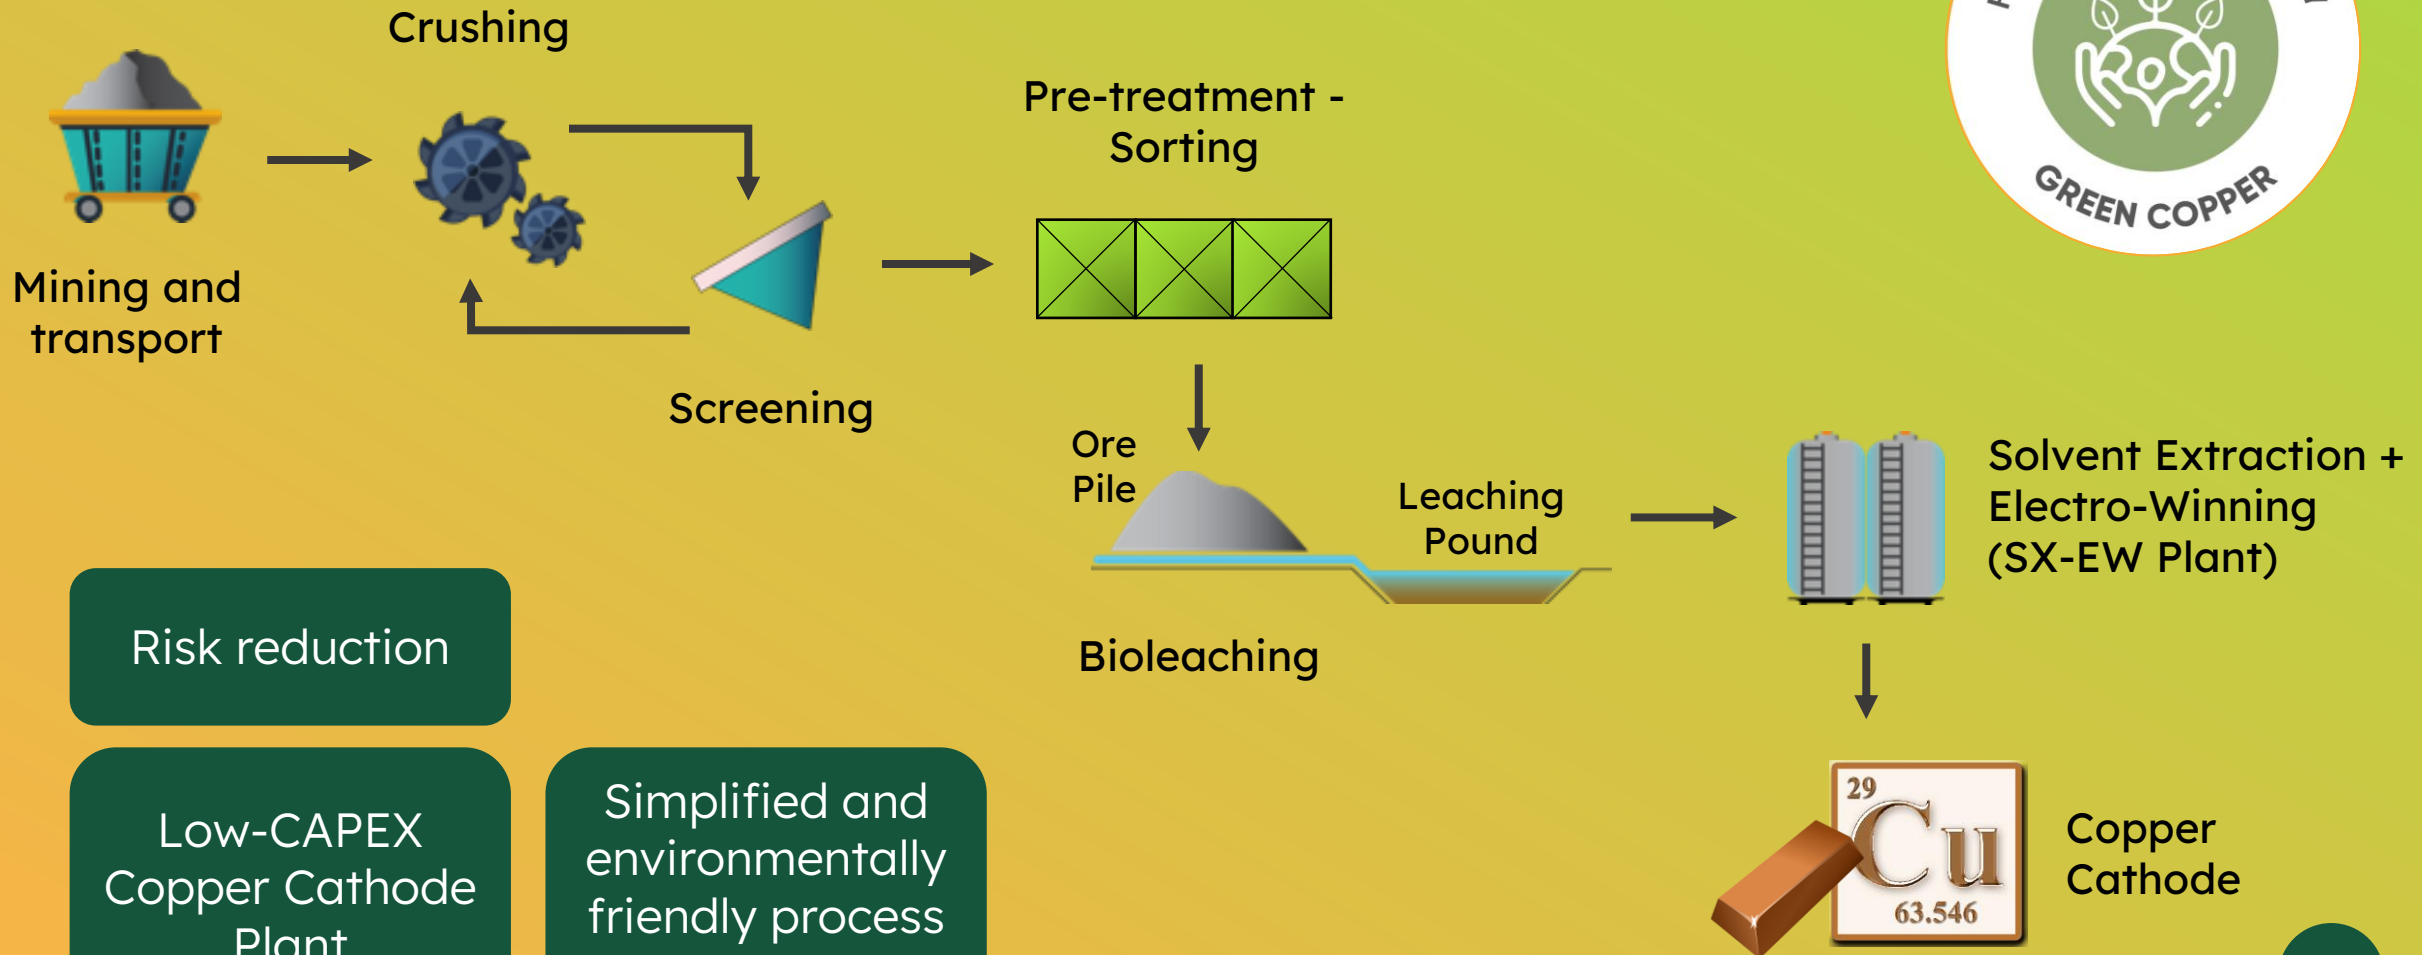 Crushing
Mining and
transport
Screening
Pre-treatment -
Sorting
GREEN COPPER
Ore
Pile
Leaching
Pound
Bioleaching
Solvent Extraction +
Electro-Winning
(SX-EW Plant)
29
Cu
63.546
Copper
Cathode
Risk reduction
Low-CAPEX
Copper Cathode
Plant
Simplified and
environmentally
friendly process